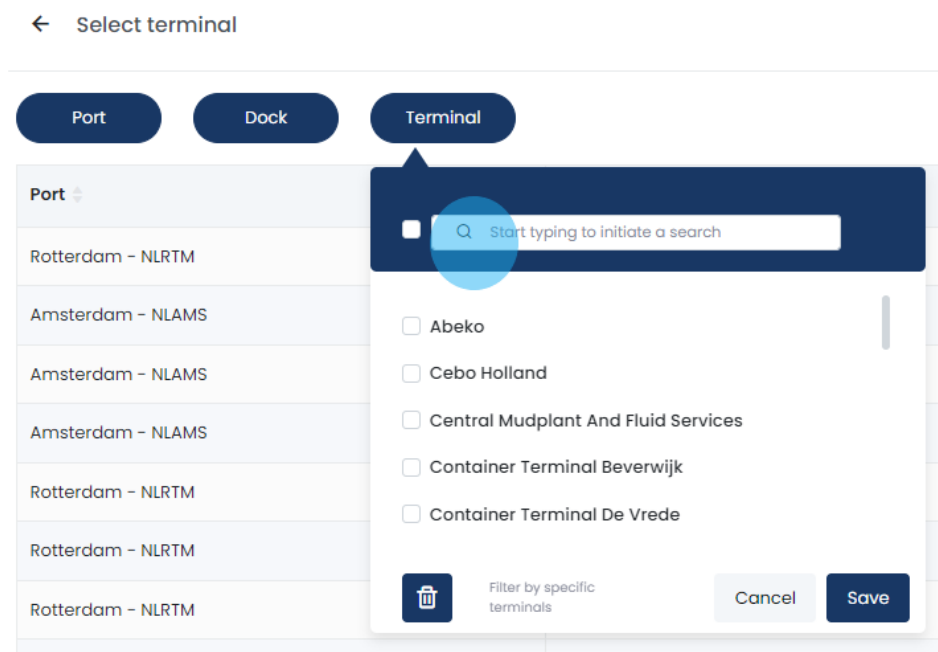 Select terminal
Port Dock Terminal
Port
Start typing to initiate a search
Rotterdam - NLRTM
Amsterdam - NLAMS
Amsterdam - NLAMS
Amsterdam - NLAMS
Rotterdam - NLRTM
Rotterdam - NLRTM
Rotterdam - NLRTM
Abeko
Cebo Holland
Central Mudplant And Fluid Services
Container Terminal Beverwijk
Container Terminal De Vrede
Filter by specific
terminals
Cancel Save